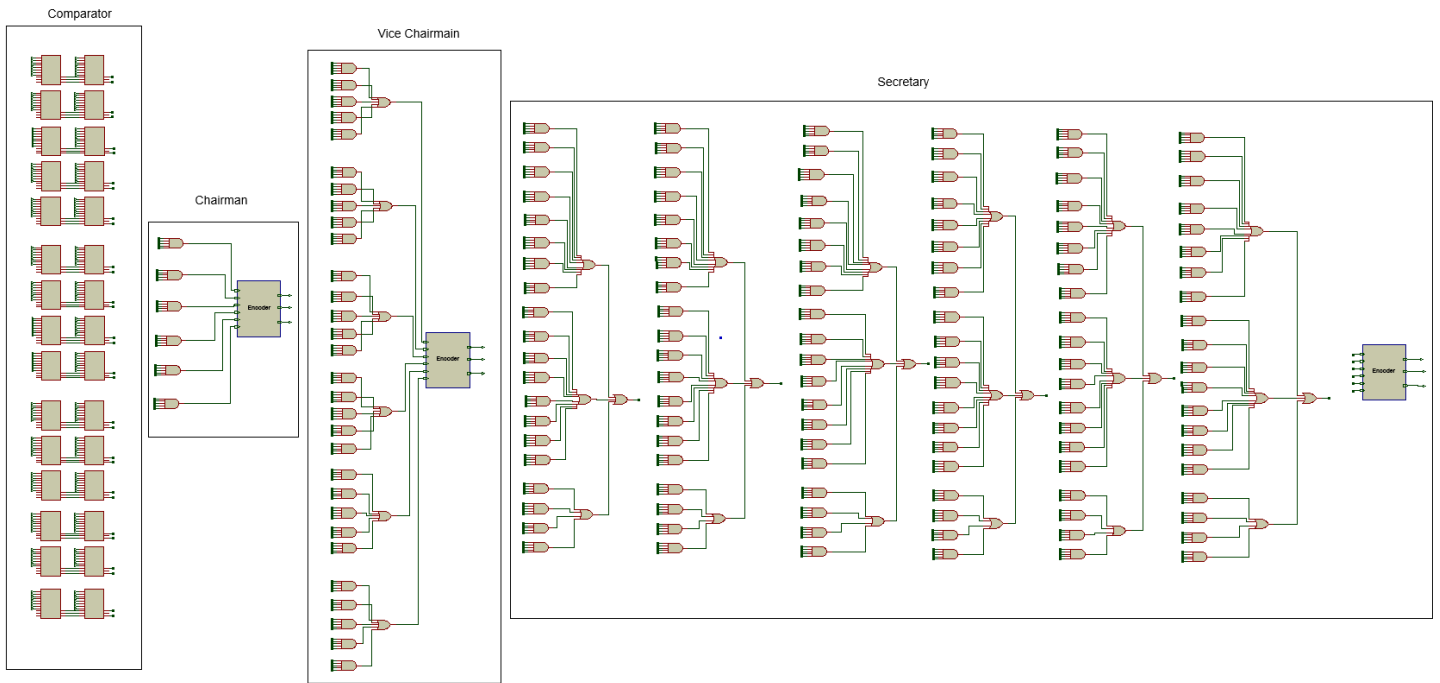 Comparator
Chairman
Encoder
Vice Chairmain
Encoder
Secretary
Encoder